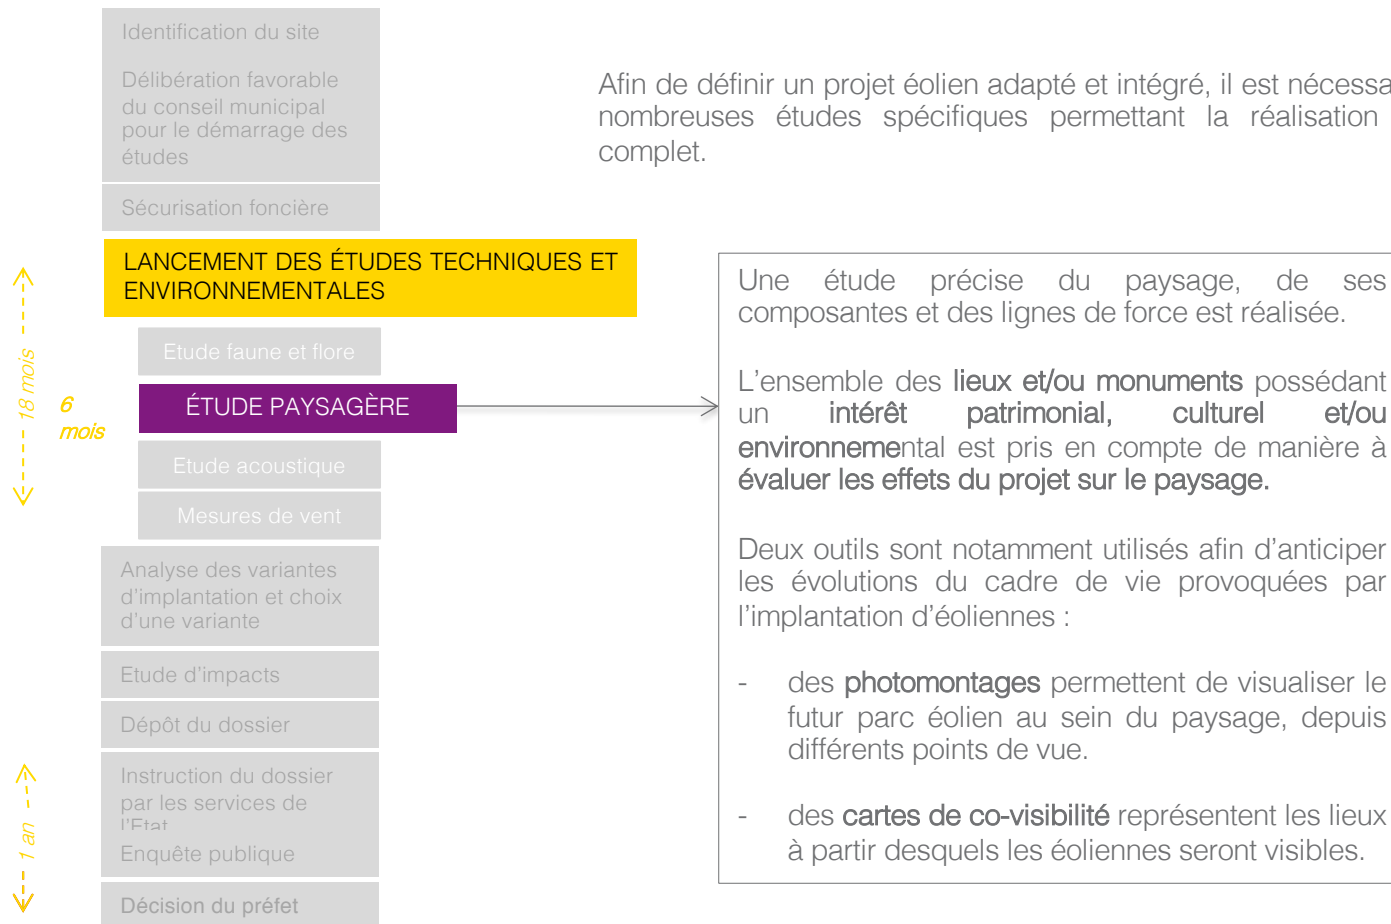 Identification du site
Délibération favorable
du conseil municipal
pour le démarrage des
études
Sécurisation foncière
Afin de définir un projet éolien adapté et intégré, il est nécessa
nombreuses études spécifiques permettant la réalisation
complet.
LANCEMENT DES ÉTUDES TECHNIQUES ET
ENVIRONNEMENTALES
18 mois
6
mois
Etude faune et flore
ÉTUDE PAYSAGÈRE
Etude acoustique
Mesures de vent
Analyse des variantes
d'implantation et choix
d'une variante
Etude d'impacts
Dépôt du dossier
1 an
Instruction du dossier
par les services de
l'Etat
Enquête publique
Décision du préfet
Une étude précise du paysage, de ses
composantes et des lignes de force est réalisée.
L'ensemble des lieux et/ou monuments possédant
un intérêt patrimonial, culturel et/ou
environnemental est pris en compte de manière à
évaluer les effets du projet sur le paysage.
Deux outils sont notamment utilisés afin d'anticiper
les évolutions du cadre de vie provoquées par
l'implantation d'éoliennes :
- des photomontages permettent de visualiser le
futur parc éolien au sein du paysage, depuis
différents points de vue.
- des cartes de co-visibilité représentent les lieux
à partir desquels les éoliennes seront visibles.